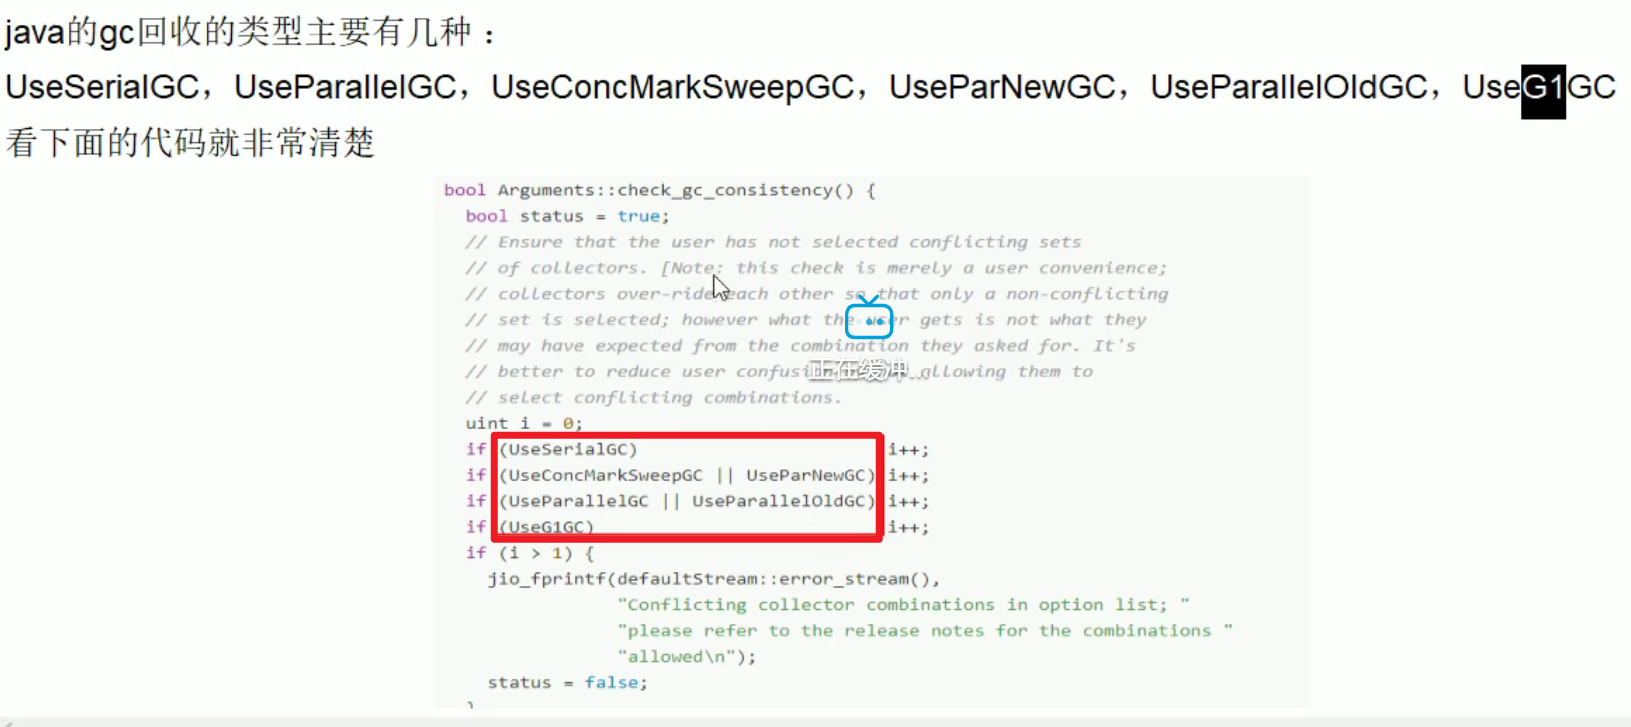 java的gc回收的类型主要有几种：
UseSerialGC，UseParallelGC，UseConcMarkSweepGC，UseParNewGC，UseParallelOldGC，UseG1GC
看下面的代码就非常清楚
bool Arguments::check_gc_consistency() {
bool status = true;
// Ensure that the user has not selected conflicting sets
// of collectors. [Note: this check is merely a user convenience;
// collectors over-ride each other so that only a non-conflicting
// set is selected; however what the user gets is not what they
// may have expected from the combination they asked for. It's
// better to reduce user confusi allowing them to
正在缓冲...
// select conflicting combinations.
uint i = 0;
if (UseSerialGC) i++;
if (UseConcMarkSweepGC || UseParNewGC) i++;
if (UseParallelGC || UseParallelOldGC) i++;
if (UseG1GC) i++;
if (i > 1) {
jio_fprintf(defaultStream::error_stream(),
"Conflicting collector combinations in option list; "
"please refer to the release notes for the combinations "
"allowed\n");
status = false;